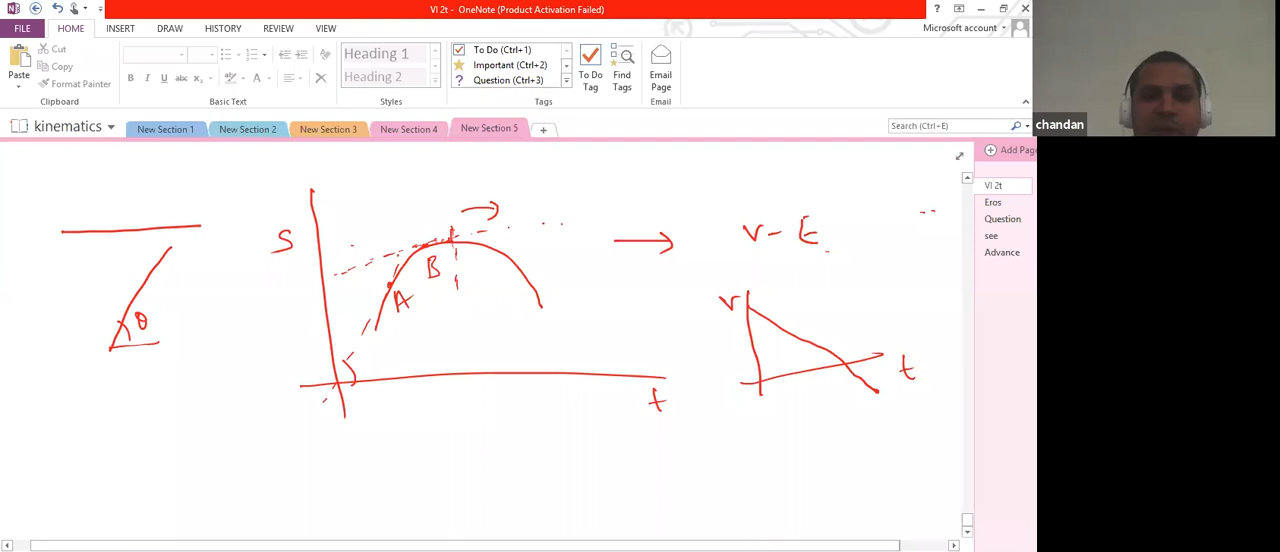 VI 2t - OneNote (Product Activation Failed)
FILE HOME INSERT HISTORY REVIEW VIEW
Microsoft account
Paste
Cut
Copy
Format Painter
Clipboard
B I U abc x₂
Basic Text
Heading 1
Heading 2
Styles
To Do (Ctrl+1)
Important (Ctrl+2)
Question (Ctrl+3)
Tags
To Do Tag
Find Tags
Email Page
Email
chandan
kinematics
New Section 1 New Section 2 New Section 3 New Section 4 New Section 5
Search (Ctrl+E)
Add Page
VI 2t
Eros
Question
see
Advance
θ
S
A
B
t
v - t
v
t